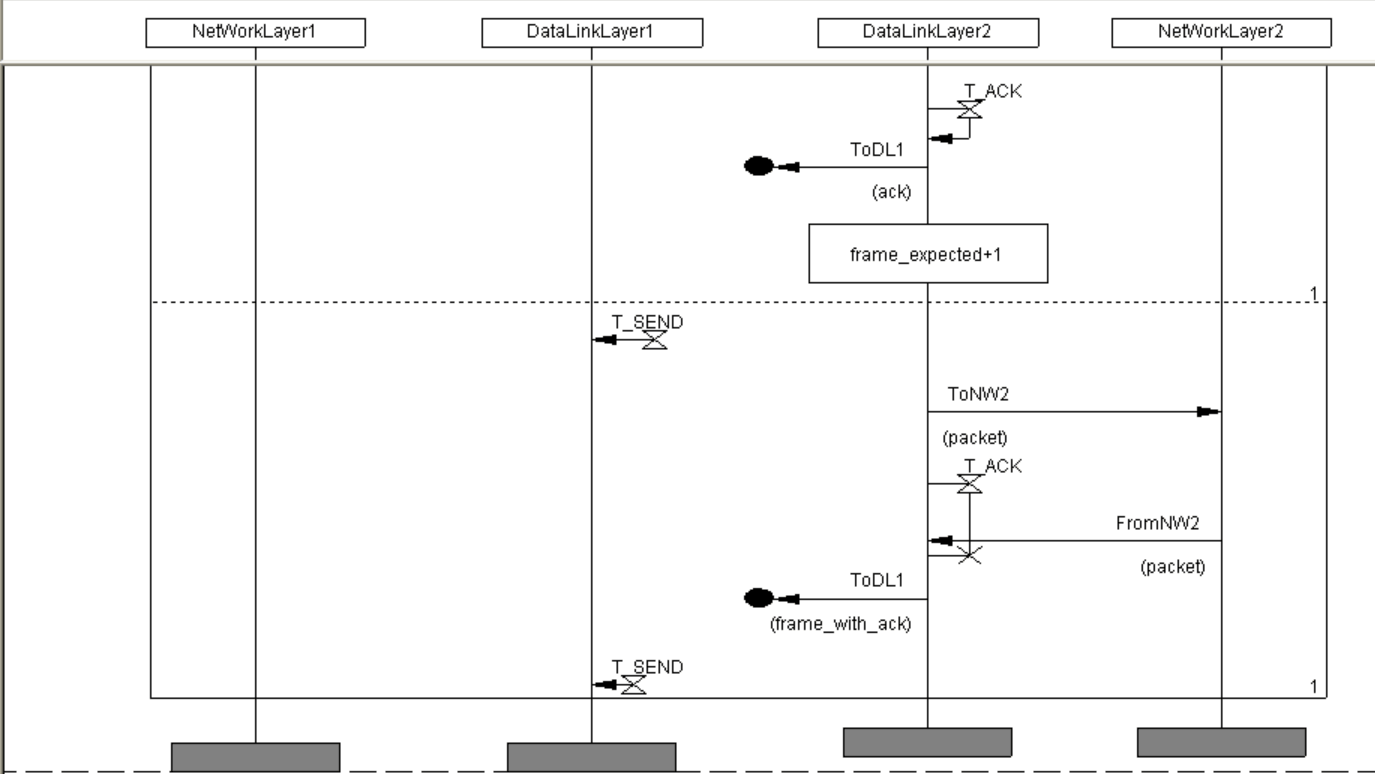 NetWorkLayer1
DataLinkLayer1
DataLinkLayer2
NetWorkLayer2
T_ACK
ToDL1
(ack)
frame_expected+1
1
T_SEND
ToNW2
(packet)
T_ACK
FromNW2
(packet)
ToDL1
(frame_with_ack)
T_SEND
1